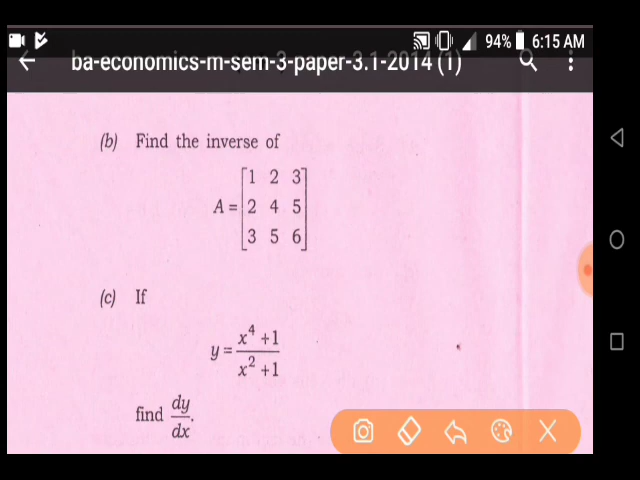 94% 6:15 AM
ba-economics-m-sem-3-paper-3.1-2014 (1)
(b) Find the inverse of
A = [1 2 3
2 4 5
3 5 6]
(c) If
y = x⁴ + 1
x² + 1
find dy
dx.